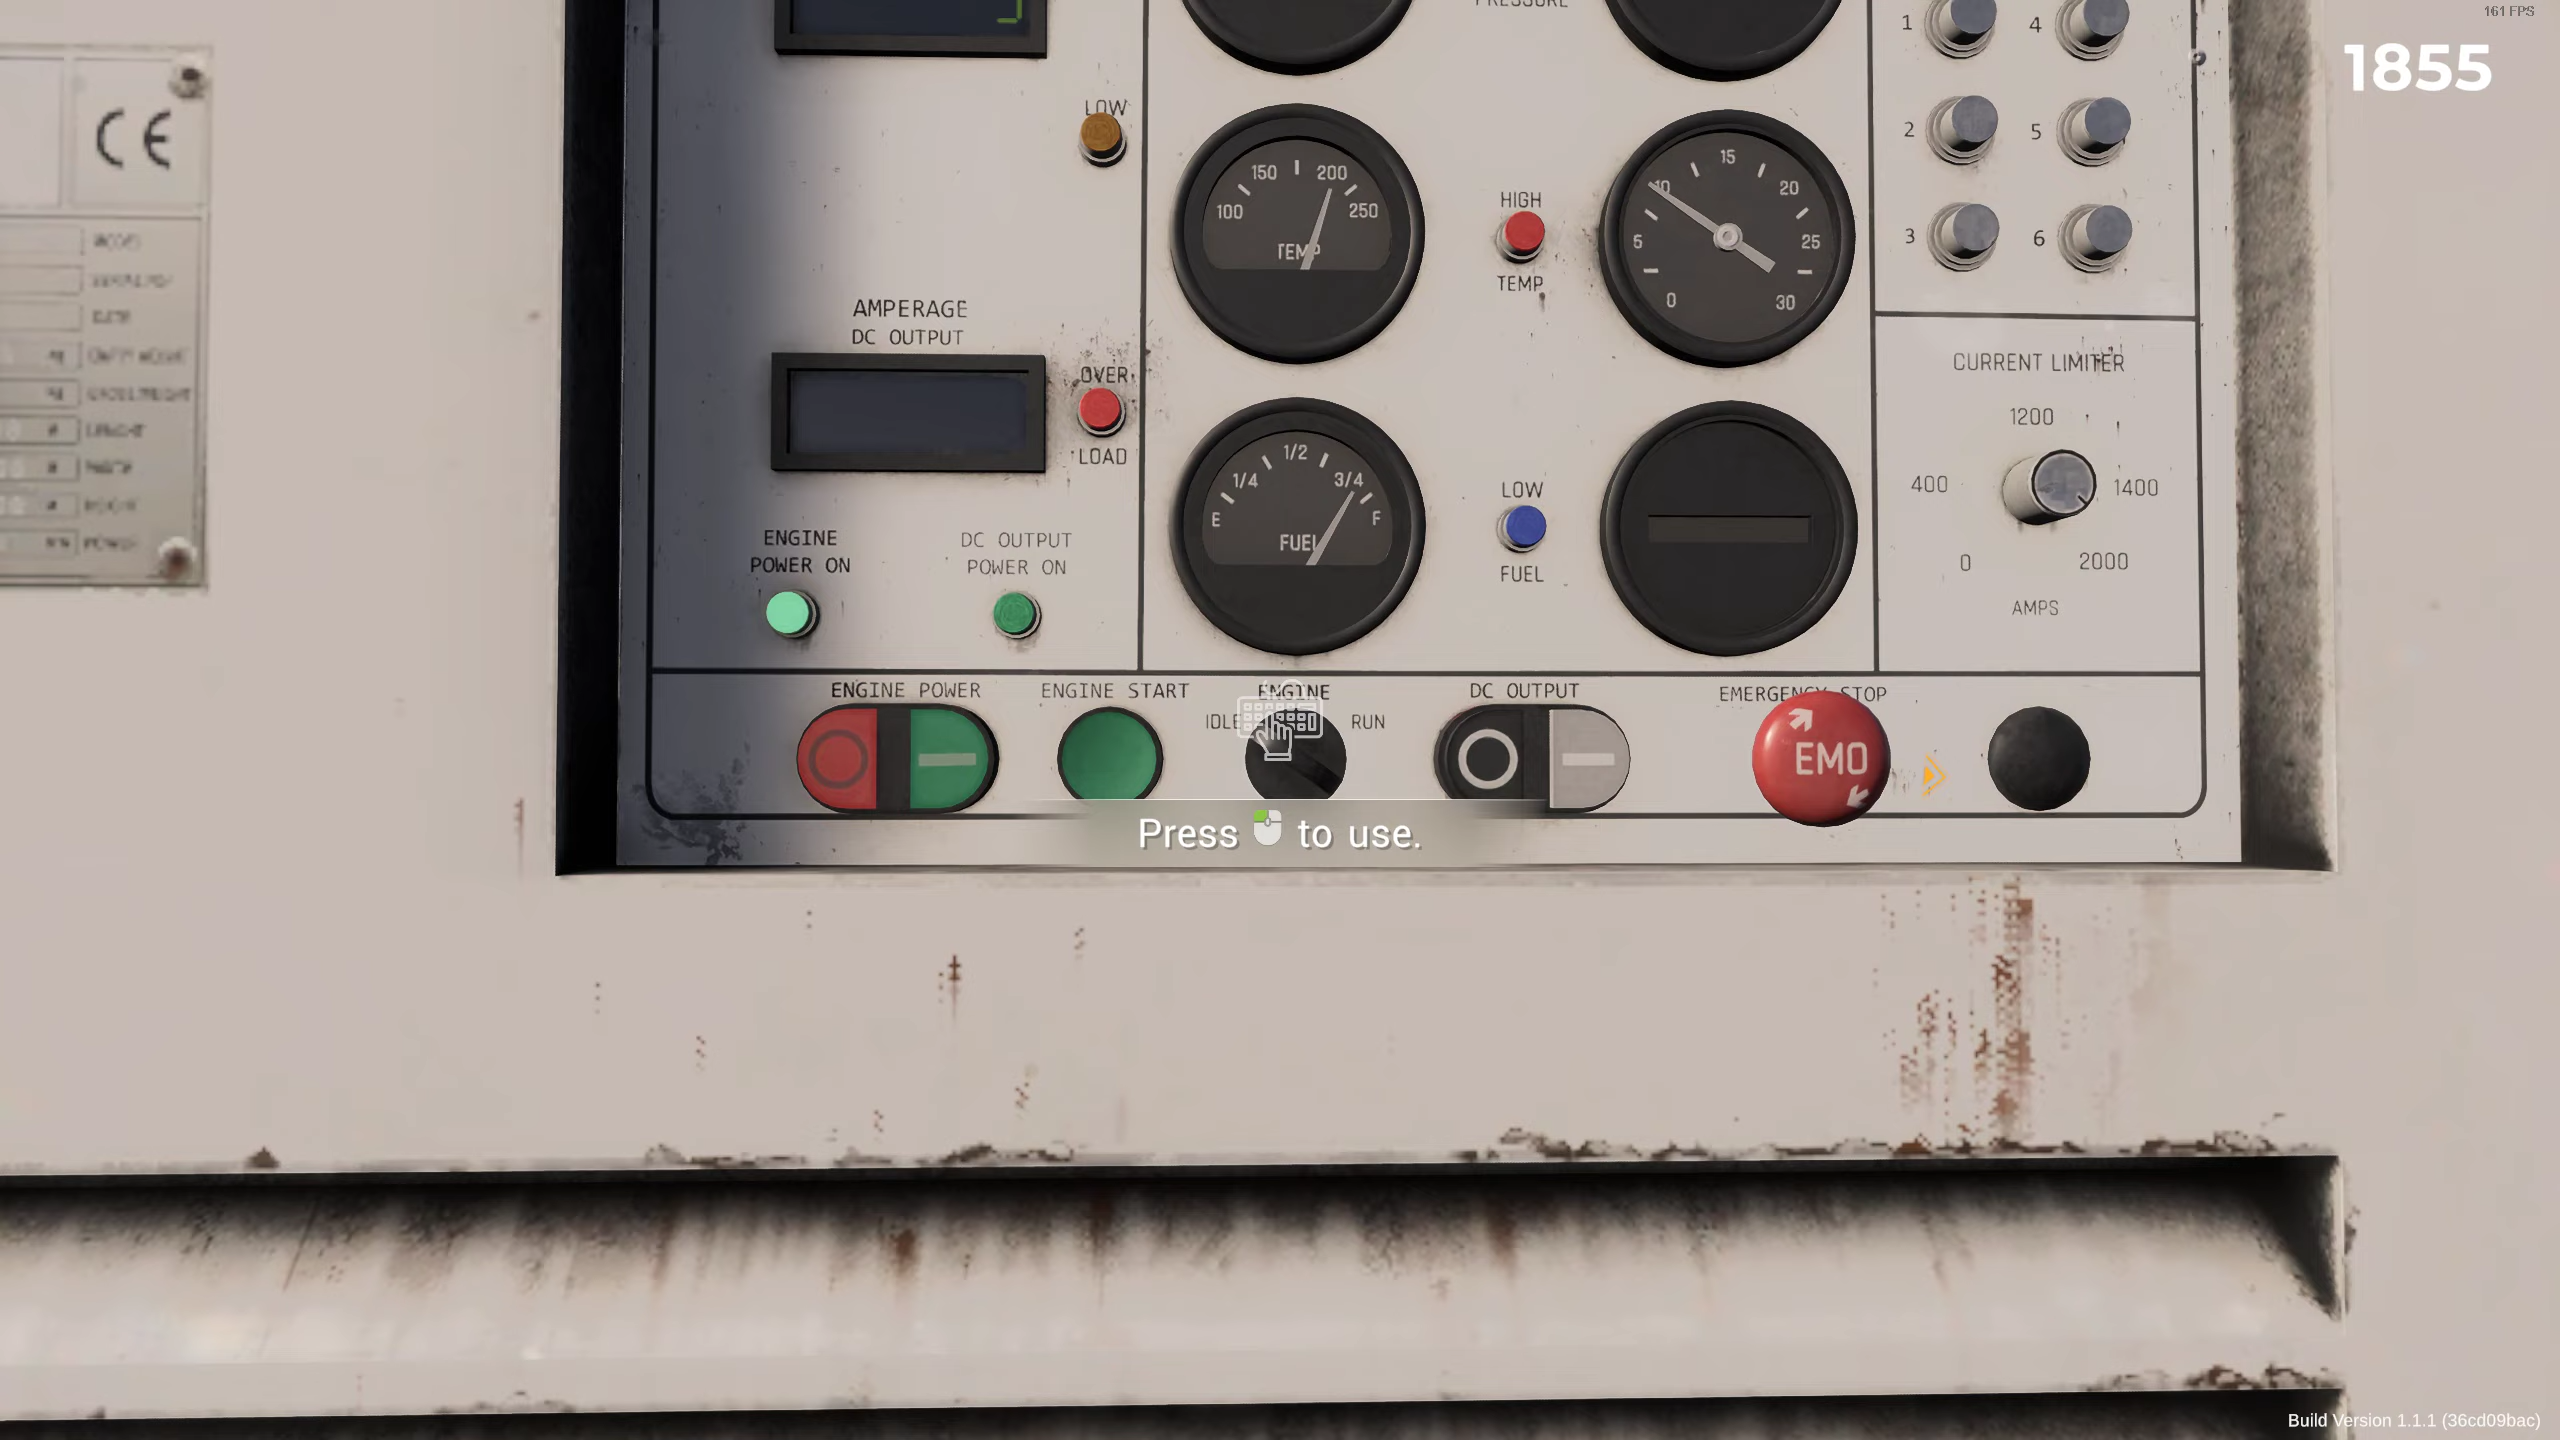 161 FPS
1855
PRESSURE
1 4
2 5
3 6
CE
LOW
100 150 200 250
TEMP
HIGH
TEMP
0 5 10 15 20 25 30
AMPERAGE
DC OUTPUT
OVER
LOAD
E 1/4 1/2 3/4 F
FUEL
LOW
FUEL
CURRENT LIMITER
1200
400 1400
0 2000
AMPS
ENGINE
POWER ON
DC OUTPUT
POWER ON
ENGINE POWER
ENGINE START
ENGINE
IDLE RUN
DC OUTPUT
EMERGENCY STOP
EMO
Press to use.
Build Version 1.1.1 (36cd09bac)